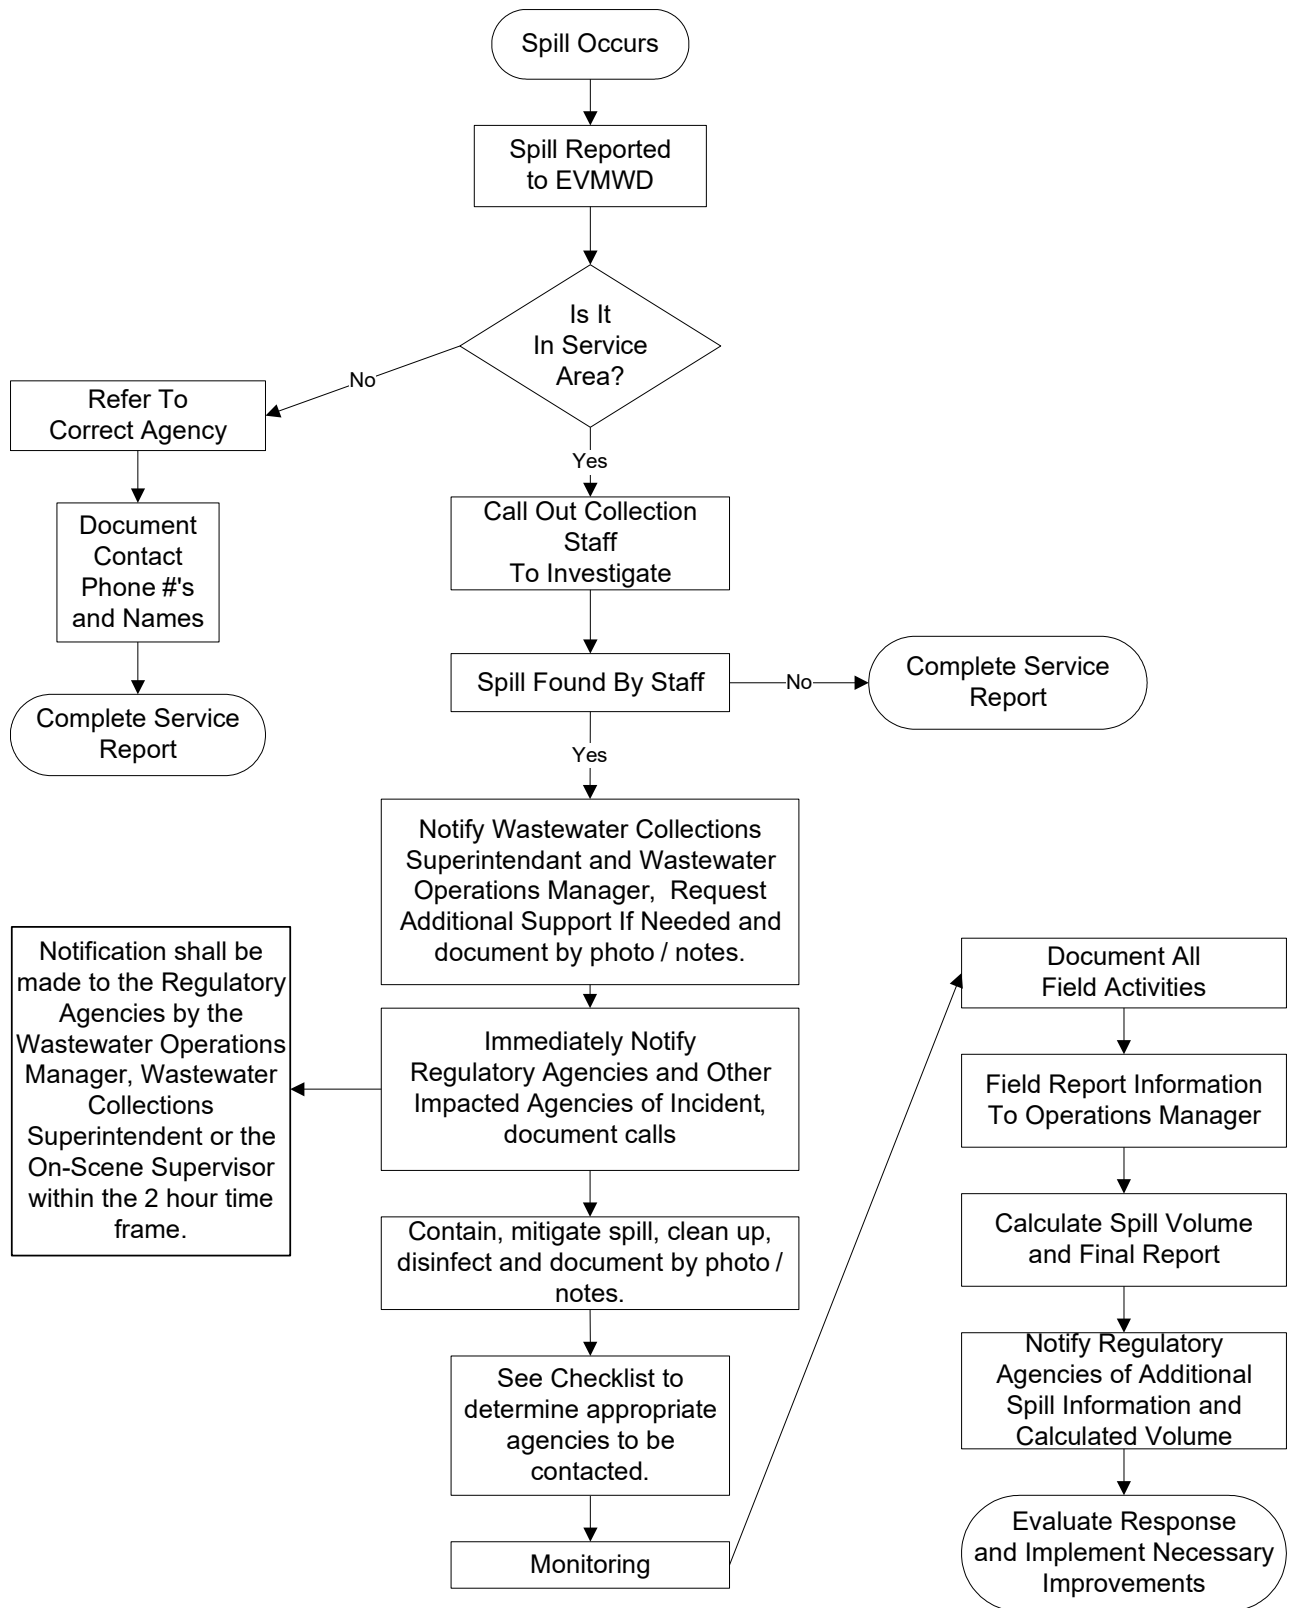 Spill Occurs
Spill Reported
to EVMWD
Is It
In Service
Area?
No
Refer To
Correct Agency
Document
Contact
Phone #'s
and Names
Complete Service
Report
Yes
Call Out Collection
Staff
To Investigate
Spill Found By Staff
No
Complete Service
Report
Yes
Notify Wastewater Collections
Superintendant and Wastewater
Operations Manager, Request
Additional Support If Needed and
document by photo / notes.
Immediately Notify
Regulatory Agencies and Other
Impacted Agencies of Incident,
document calls
Notification shall be
made to the Regulatory
Agencies by the
Wastewater Operations
Manager, Wastewater
Collections
Superintendent or the
On-Scene Supervisor
within the 2 hour time
frame.
Contain, mitigate spill, clean up,
disinfect and document by photo /
notes.
See Checklist to
determine appropriate
agencies to be
contacted.
Monitoring
Document All
Field Activities
Field Report Information
To Operations Manager
Calculate Spill Volume
and Final Report
Notify Regulatory
Agencies of Additional
Spill Information and
Calculated Volume
Evaluate Response
and Implement Necessary
Improvements